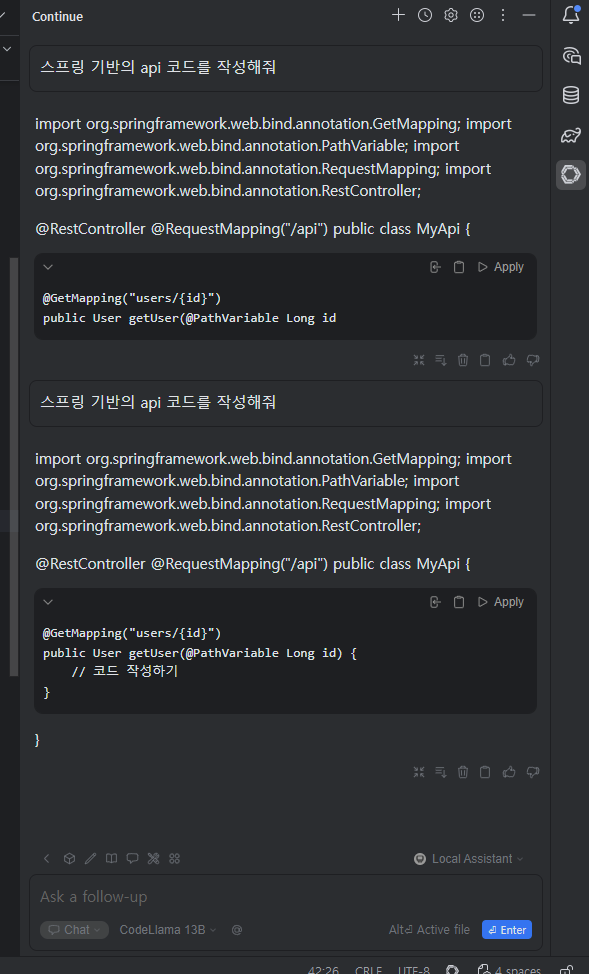 Continue
스프링 기반의 api 코드를 작성해줘
import org.springframework.web.bind.annotation.GetMapping; import
org.springframework.web.bind.annotation.PathVariable; import
org.springframework.web.bind.annotation.RequestMapping; import
org.springframework.web.bind.annotation.RestController;
@RestController @RequestMapping("/api") public class MyApi {
Apply
@GetMapping("users/{id}")
public User getUser(@PathVariable Long id
스프링 기반의 api 코드를 작성해줘
import org.springframework.web.bind.annotation.GetMapping; import
org.springframework.web.bind.annotation.PathVariable; import
org.springframework.web.bind.annotation.RequestMapping; import
org.springframework.web.bind.annotation.RestController;
@RestController @RequestMapping("/api") public class MyApi {
Apply
@GetMapping("users/{id}")
public User getUser(@PathVariable Long id) {
// 코드 작성하기
}
}
Local Assistant
Ask a follow-up
Chat CodeLlama 13B @ Alt⏎ Active file ⏎ Enter
42:26 CRLF UTF-8 4 spaces